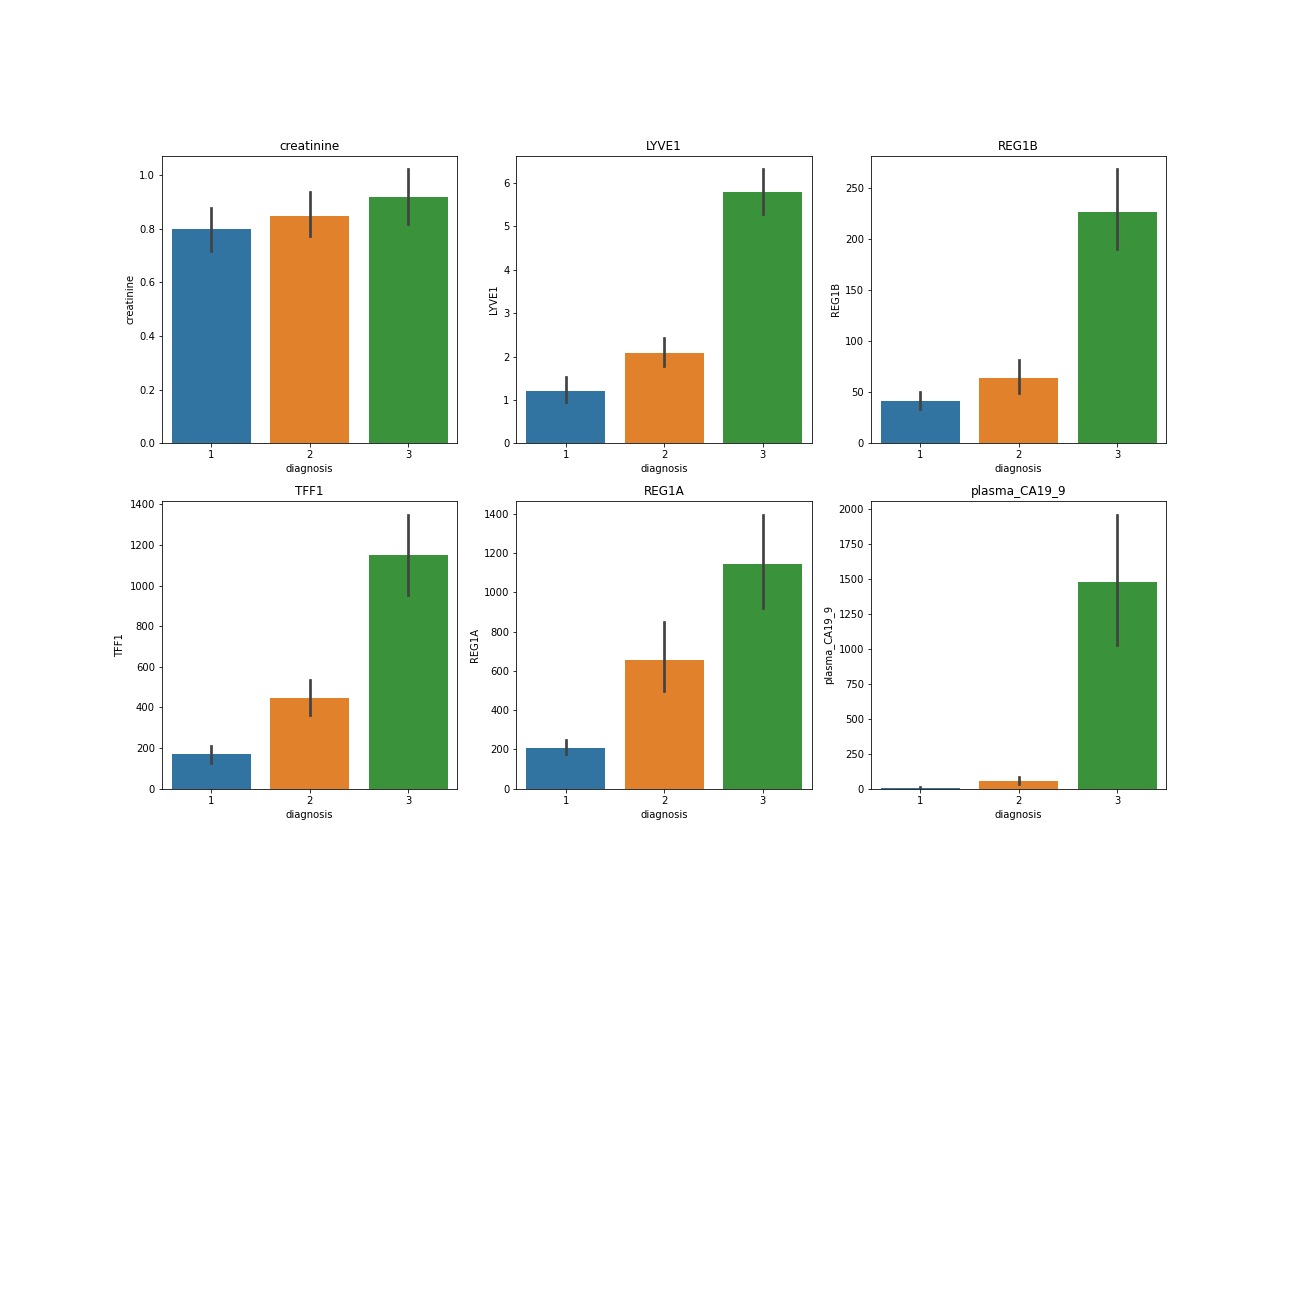 creatinine
creatinine
1.0
0.8
0.6
0.4
0.2
0.0
1 2 3
diagnosis
LYVE1
LYVE1
6
5
4
3
2
1
0
1 2 3
diagnosis
REG1B
REG1B
250
200
150
100
50
0
1 2 3
diagnosis
TFF1
TFF1
1400
1200
1000
800
600
400
200
0
1 2 3
diagnosis
REG1A
REG1A
1400
1200
1000
800
600
400
200
0
1 2 3
diagnosis
plasma_CA19_9
plasma_CA19_9
2000
1750
1500
1250
1000
750
500
250
0
1 2 3
diagnosis